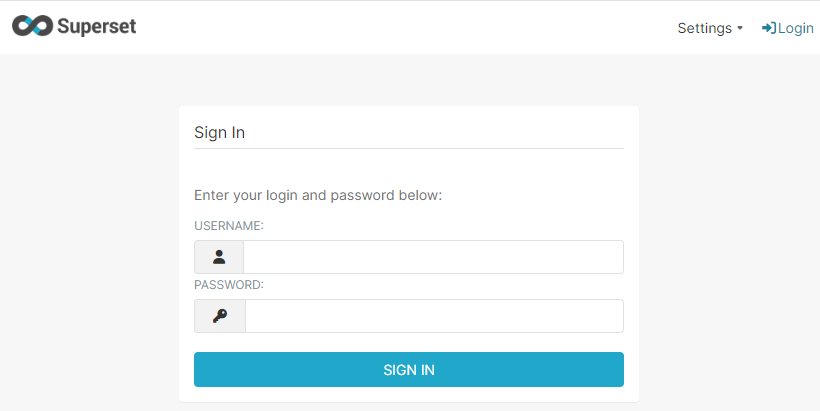 Superset
Settings
Login
Sign In
Enter your login and password below:
USERNAME:
PASSWORD:
SIGN IN